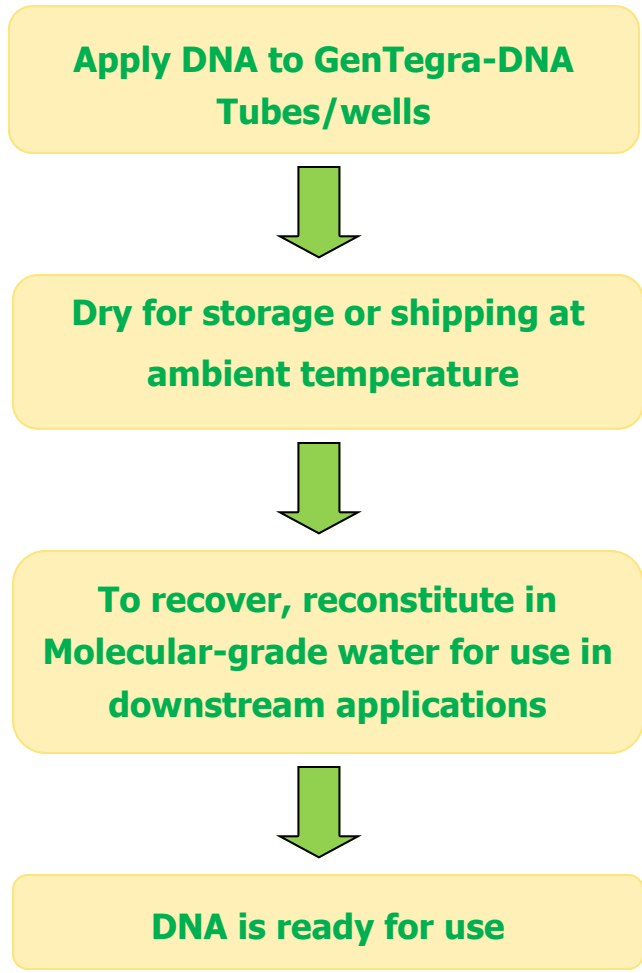 Apply DNA to GenTegra-DNA
Tubes/wells
Dry for storage or shipping at
ambient temperature
To recover, reconstitute in
Molecular-grade water for use in
downstream applications
DNA is ready for use